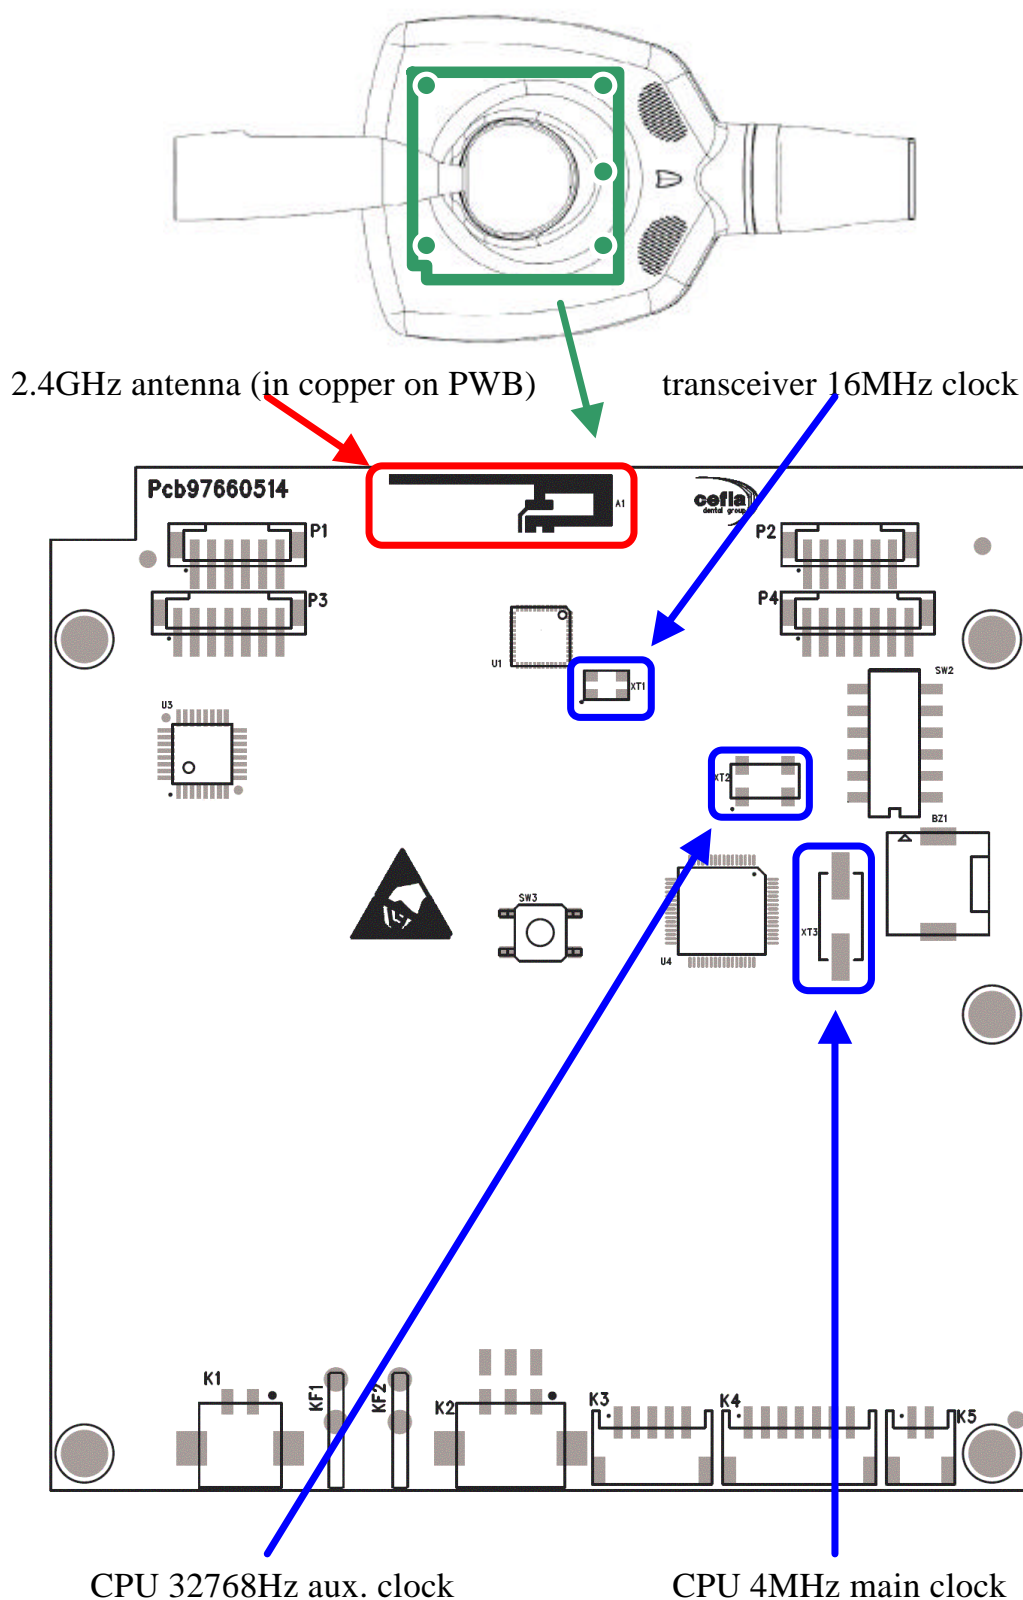 2.4GHz antenna (in copper on PWB)
transceiver 16MHz clock
Pcb97660514
A1
cefla
dental group
P1
P2
P3
P4
U1
XT1
SW2
U3
XT2
BZ1
SW3
XT3
U4
K1
KF1
KF2
K2
K3
K4
K5
CPU 32768Hz aux. clock
CPU 4MHz main clock